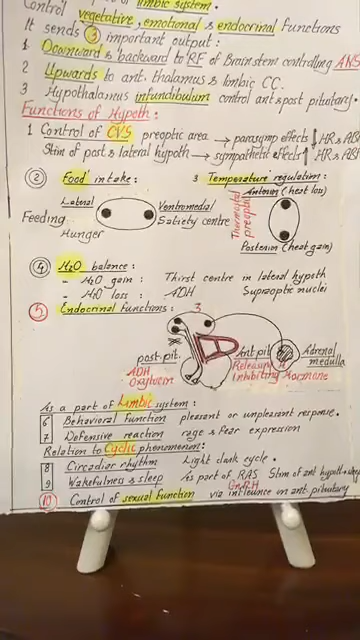 limbic system.
Control vegetative, emotional & endocrinal functions
It sends 3 important output:
1 Downward & backward to RF of Brainstem controlling ANS
2 Upwards to ant. thalamus & limbic CC.
3 Hypothalamus infundibulum control ant & post pituitary.
Functions of Hypoth:
1 Control of CVS preoptic area → parasymp effects ↓ HR & ABP
Stim of post & lateral hypoth → sympathetic effects ↑ HR & ABP
2 Food intake:
3 Temperature regulation:
Anterior (heat loss)
Lateral
Ventromedial
Feeding
Satiety centre
Hunger
Thermostat
preoptic
Posterior (heat gain)
4 H2O balance:
- H2O gain: Thirst centre in lateral hypoth
- H2O loss: ADH Supraoptic nuclei
5 Endocrinal functions:
3
post pit.
ADH
oxytocin
Ant pit
Releasing &
Inhibiting Hormone
Adrenal
medulla
As a part of Limbic system:
6 Behavioral function pleasant or unpleasant response.
7 Defensive reaction rage & fear expression
Relation to Cyclic phenomenon:
8 Circadiar rhythm Light dark cycle.
9 Wakefulness & sleep As part of RAS Stim of ant hypoth → sleep
GnRH
10 Control of sexual function via influence on ant pituitary